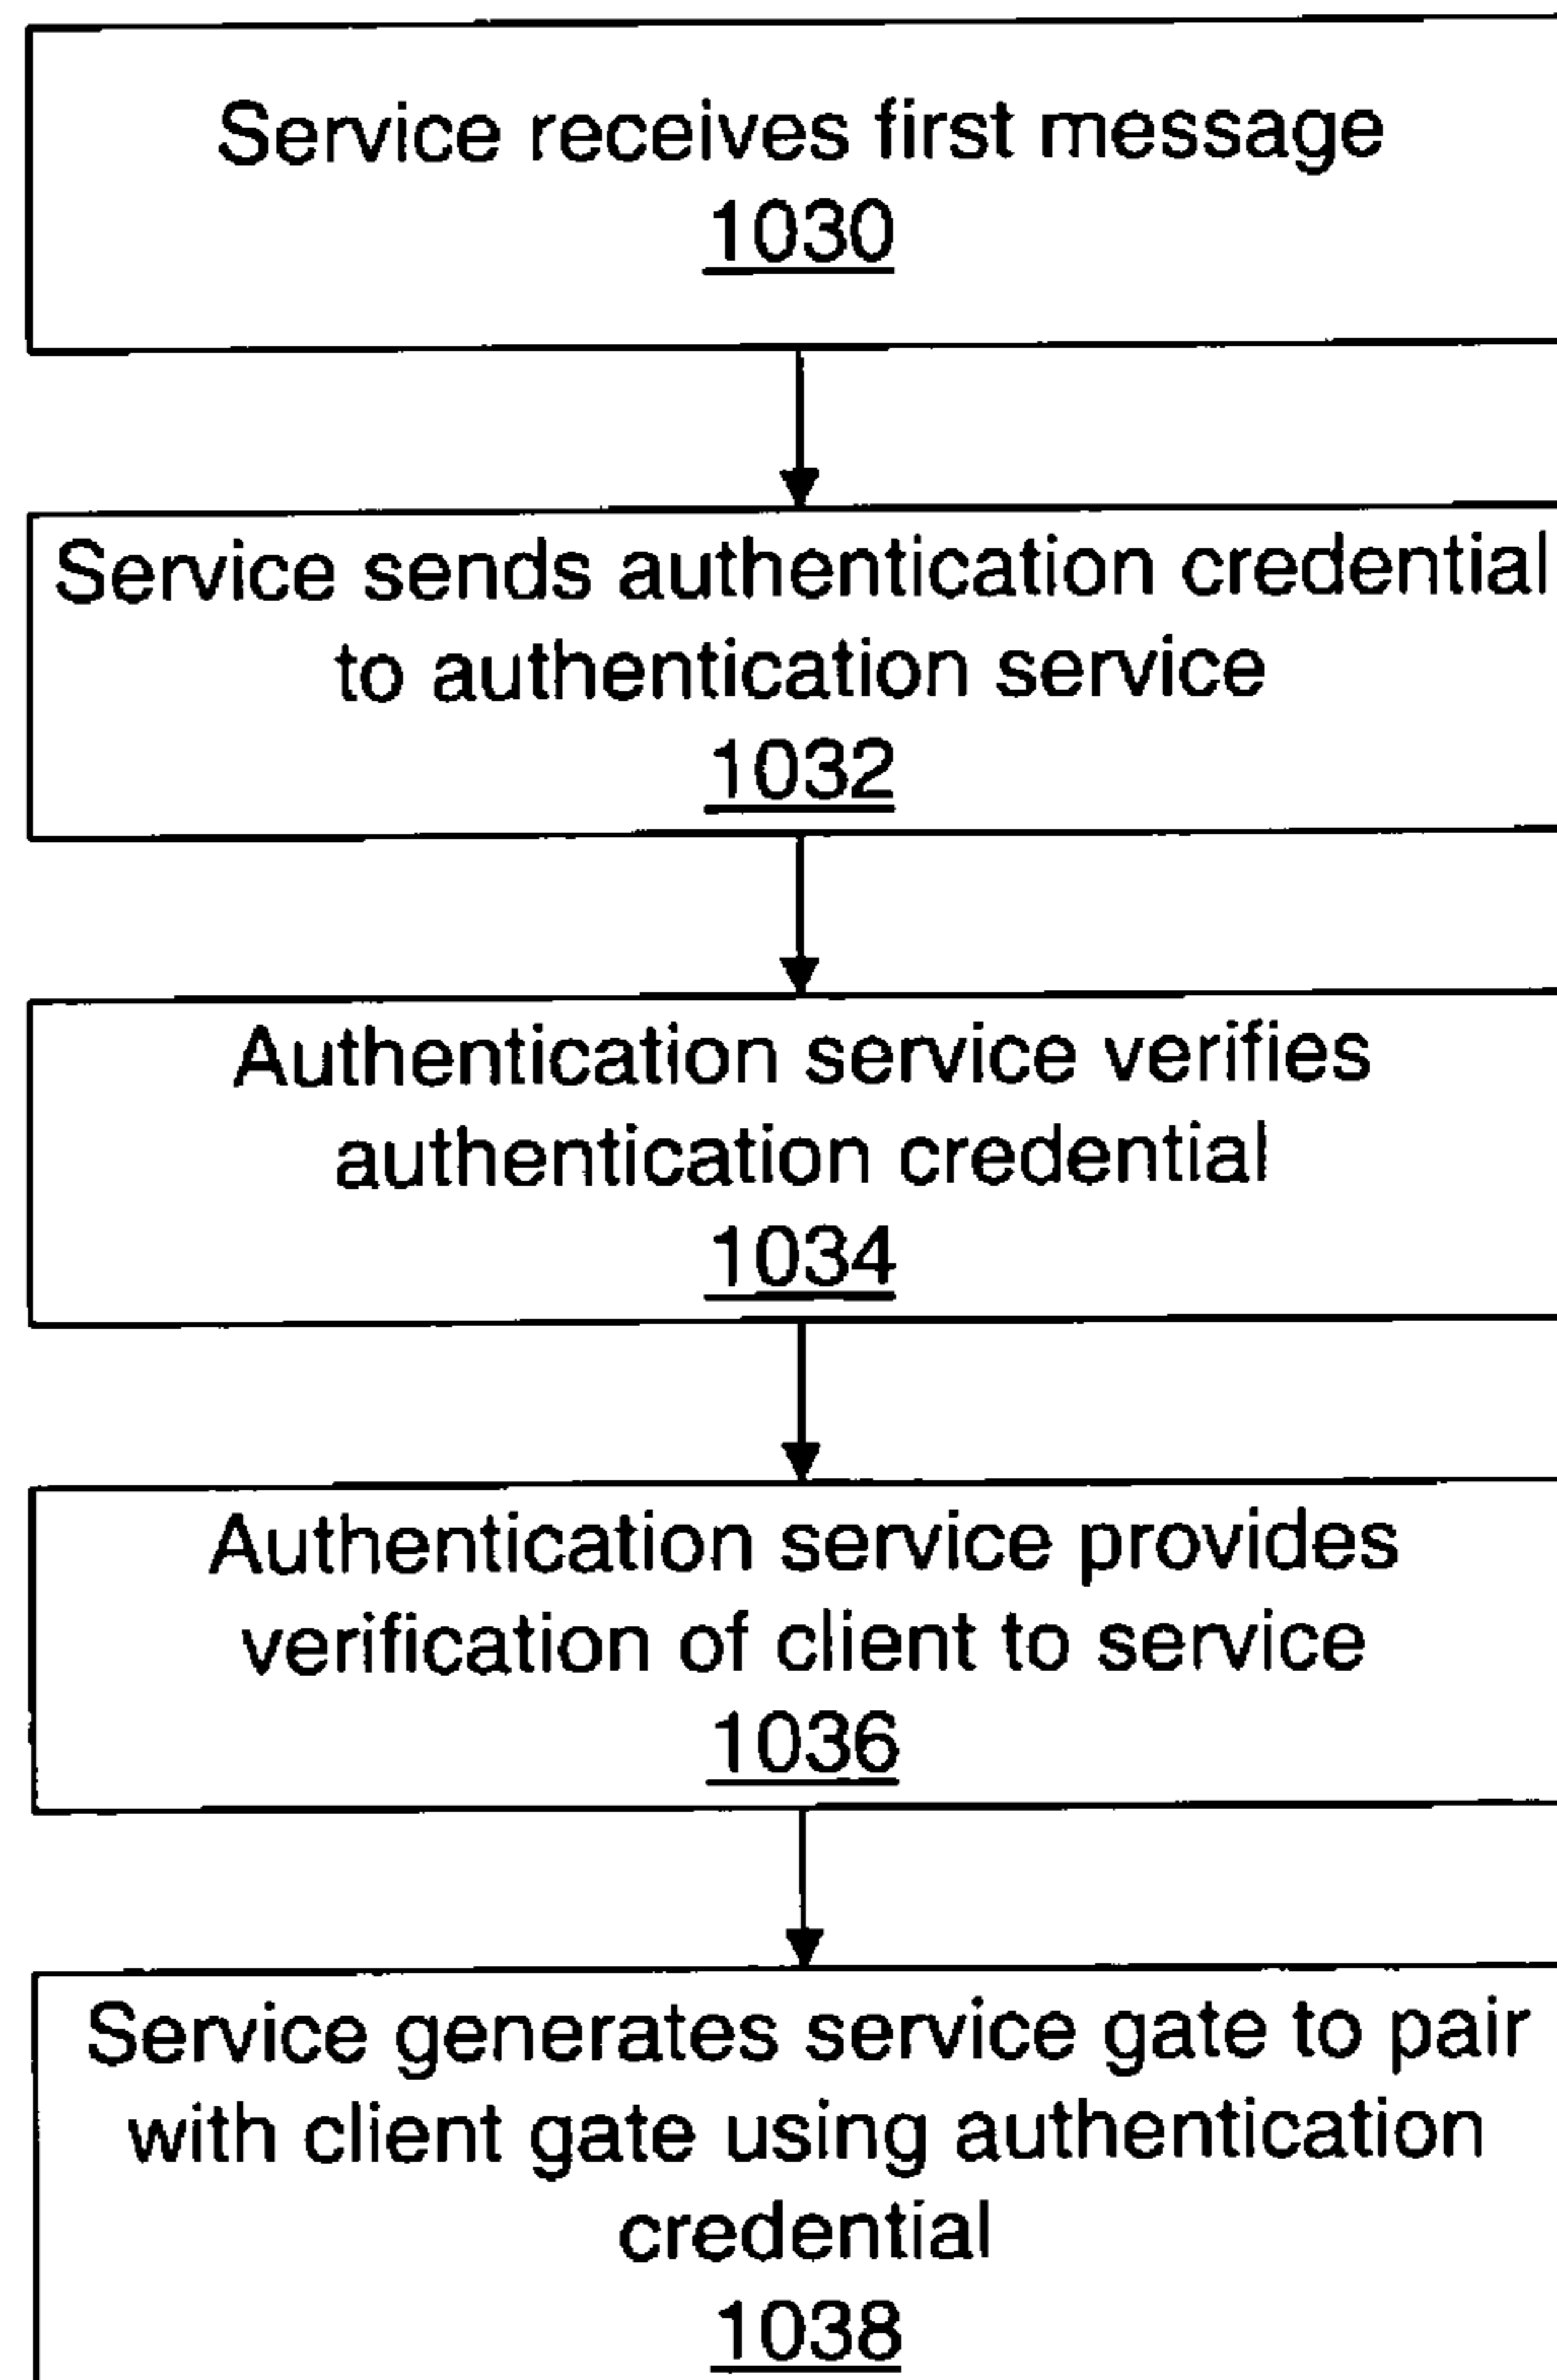 Service receives first message
1030
Service sends authentication credential
to authentication service
1032
Authentication service verifies
authentication credential
1034
Authentication service provides
verification of client to service
1036
Service generates service gate to pair
with client gate using authentication
credential
1038